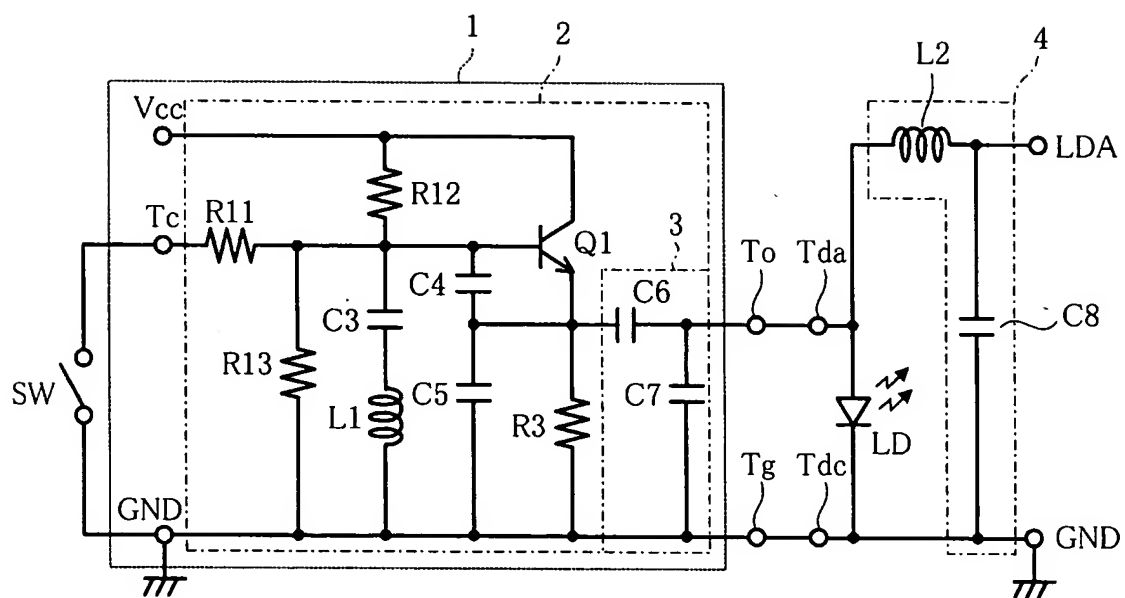 1
2
L2
4
Vcc
LDA
R12
Tc
R11
Q1
3
To
Tda
C4
C6
C3
C8
R13
SW
C5
C7
L1
R3
LD
Tg
Tdc
GND
GND